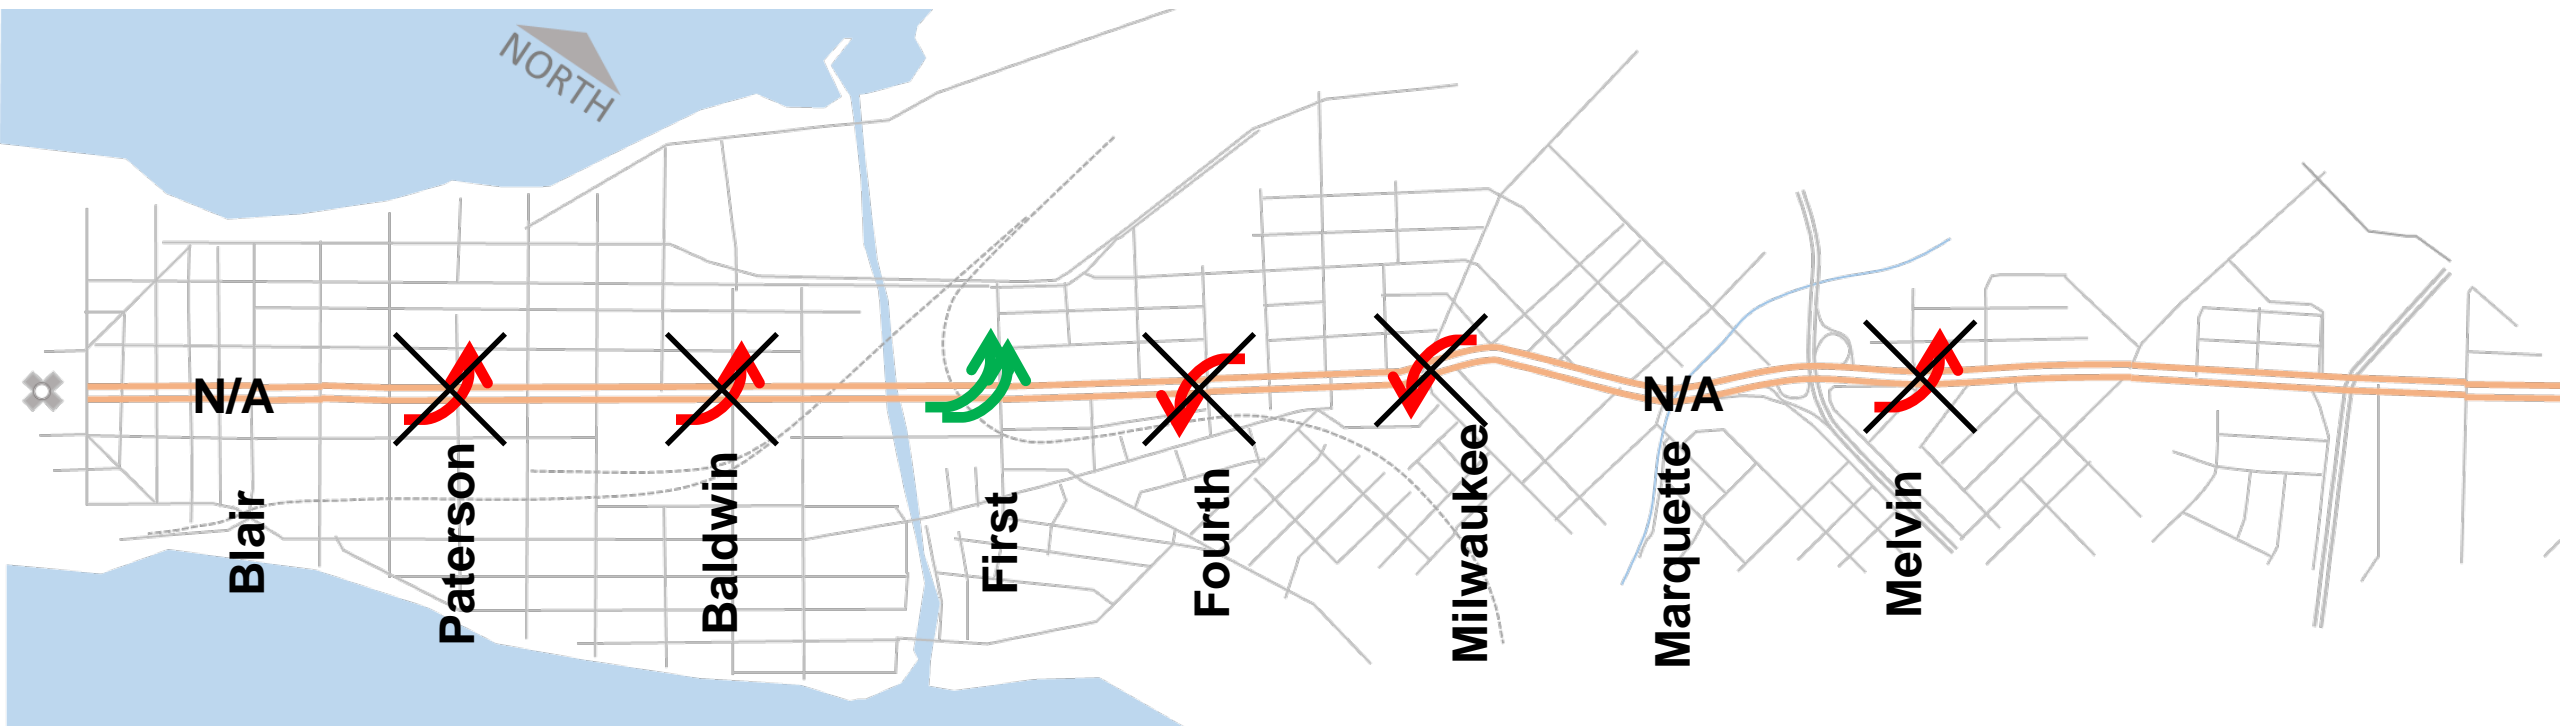 NORTH
N/A
N/A
Blair
Paterson
Baldwin
First
Fourth
Milwaukee
Marquette
Melvin